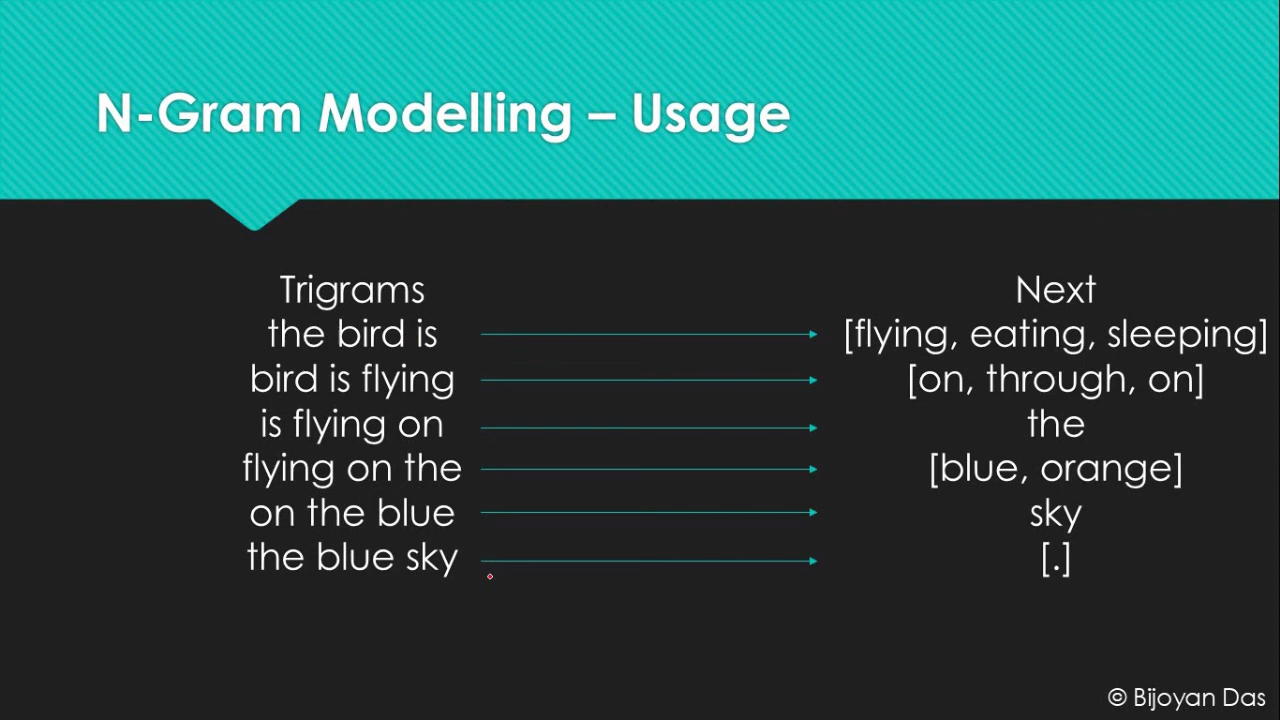 N-Gram Modelling – Usage
Trigrams Next
the bird is [flying, eating, sleeping]
bird is flying [on, through, on]
is flying on the
flying on the [blue, orange]
on the blue sky
the blue sky [.]
© Bijoyan Das